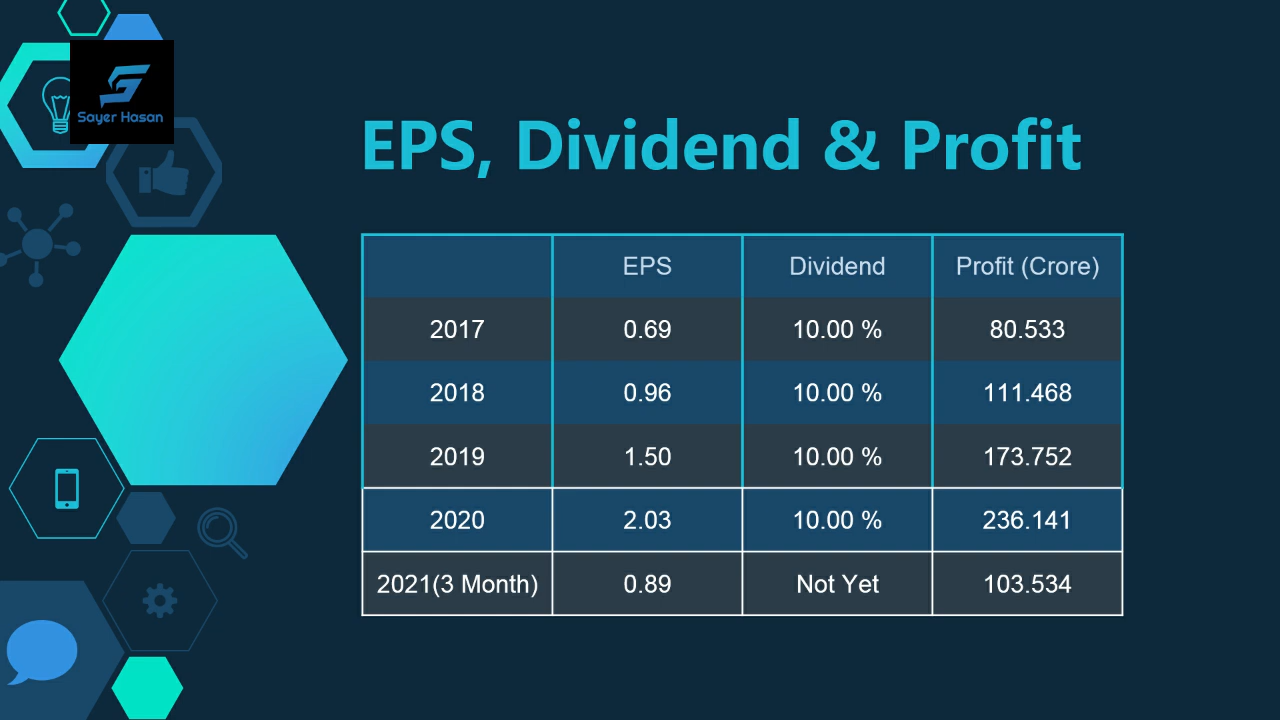 Sayer Hasan
EPS, Dividend & Profit
EPS Dividend Profit (Crore)
2017 0.69 10.00 % 80.533
2018 0.96 10.00 % 111.468
2019 1.50 10.00 % 173.752
2020 2.03 10.00 % 236.141
2021(3 Month) 0.89 Not Yet 103.534